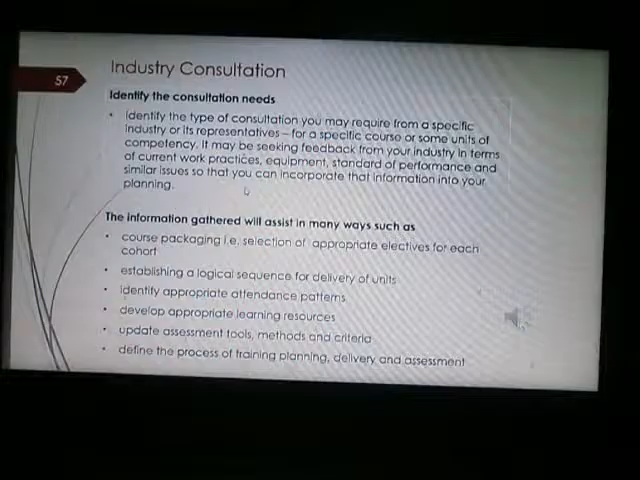 57
Industry Consultation
Identify the consultation needs
• Identify the type of consultation you may require from a specific
industry or its representatives – for a specific course or some units of
competency. It may be seeking feedback from your industry in terms
of current work practices, equipment, standard of performance and
similar issues so that you can incorporate that information into your
planning.
The information gathered will assist in many ways such as
• course packaging i.e. selection of appropriate electives for each
cohort
• establishing a logical sequence for delivery of units
• identify appropriate attendance patterns
• develop appropriate learning resources
• update assessment tools, methods and criteria
• define the process of training planning, delivery and assessment